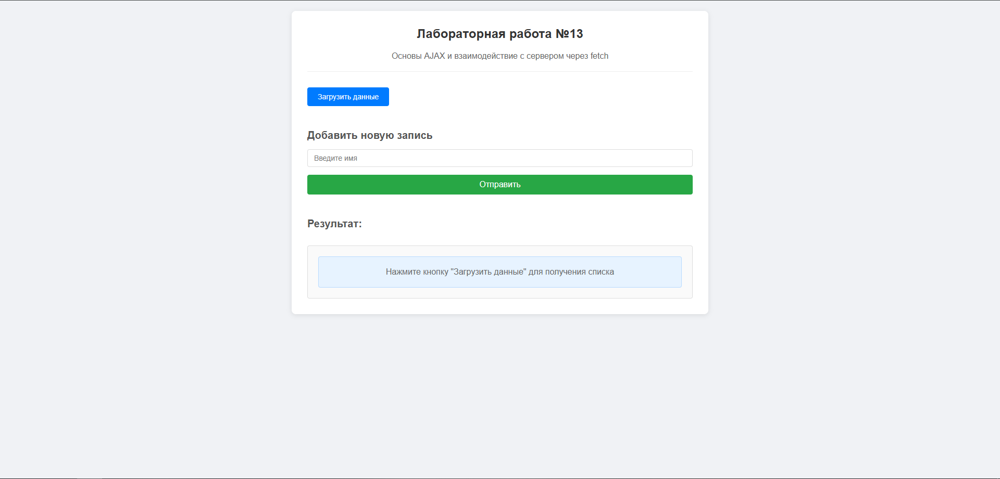 Лабораторная работа №13
Основы AJAX и взаимодействие с сервером через fetch
Загрузить данные
Добавить новую запись
Введите имя
Отправить
Результат:
Нажмите кнопку "Загрузить данные" для получения списка